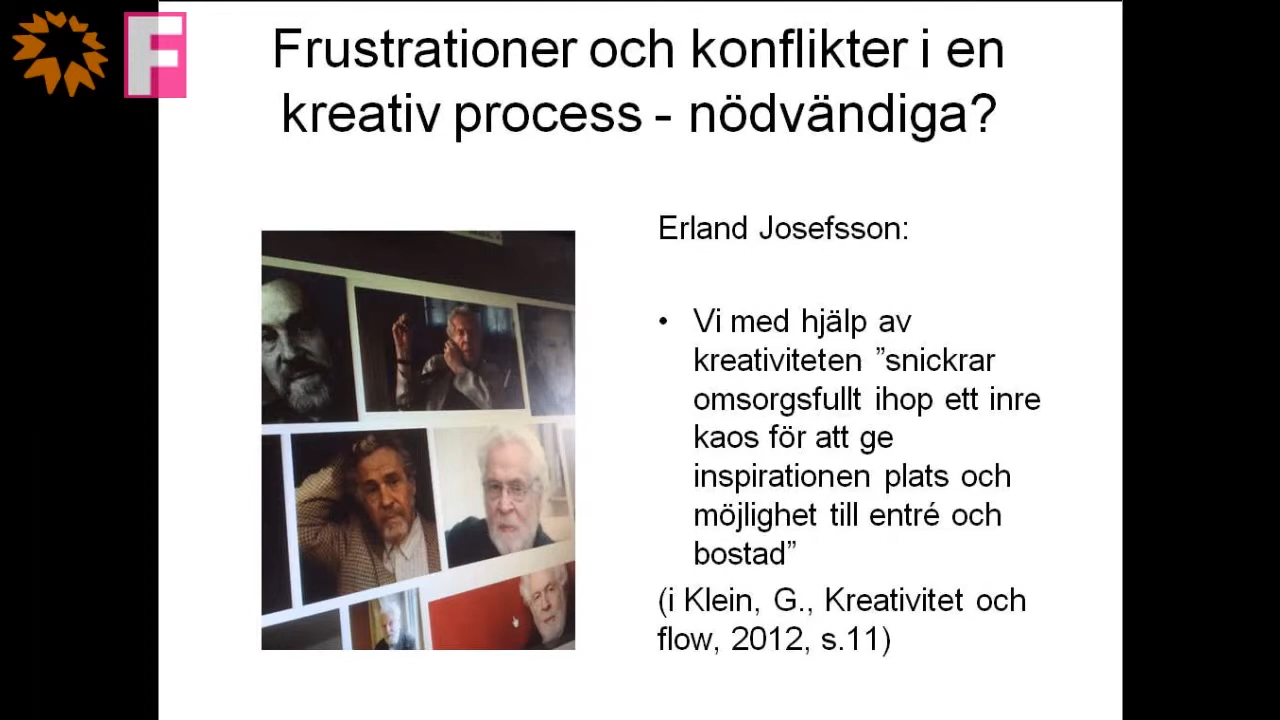 F
Frustrationer och konflikter i en
kreativ process - nödvändiga?
Erland Josefsson:
• Vi med hjälp av
kreativiteten ”snickrar
omsorgsfullt ihop ett inre
kaos för att ge
inspirationen plats och
möjlighet till entré och
bostad”
(i Klein, G., Kreativitet och
flow, 2012, s.11)